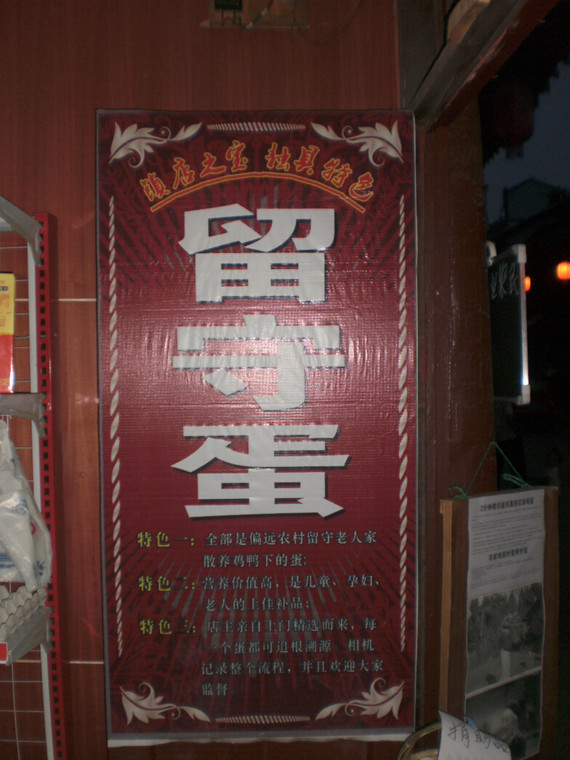 镇店之宝 独具特色
留
守
蛋
特色一：全部是偏远农村留守老人家
散养鸡鸭下的蛋；
特色二：营养价值高，是儿童、孕妇、
老人的上佳补品；
特色三：店主亲自上门精选而来，每
一个蛋都可追根溯源。相机
记录整个流程，并且欢迎大家
监督。